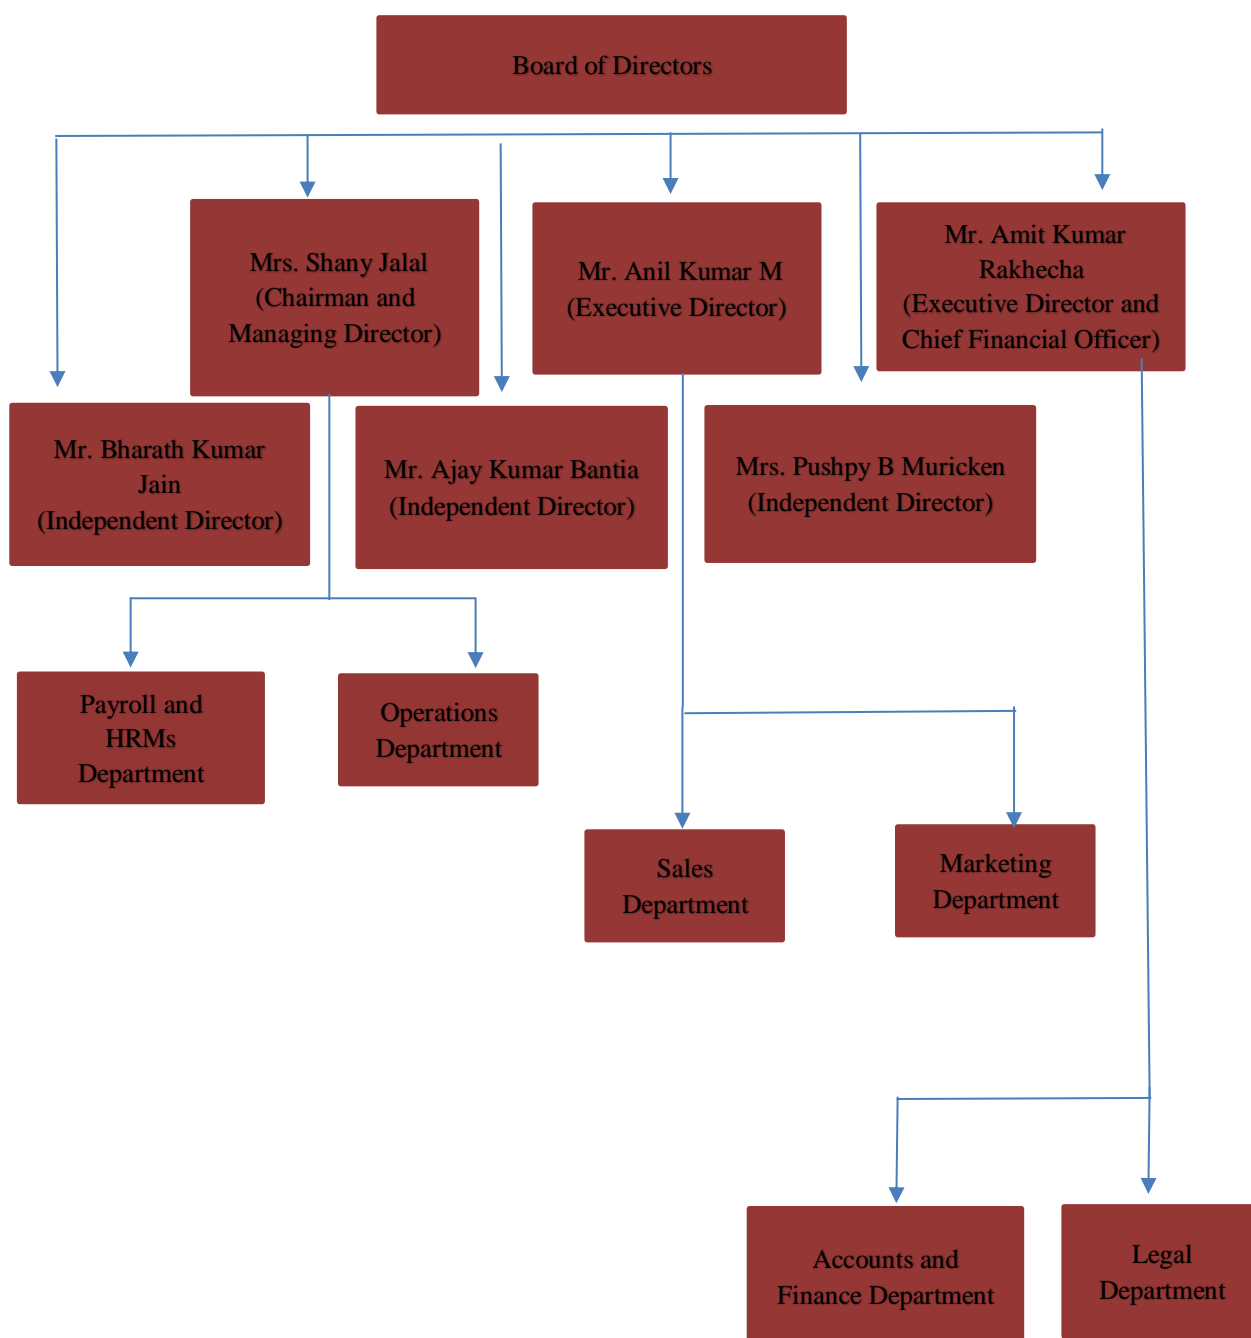 Board of Directors
Mrs. Shany Jalal
(Chairman and
Managing Director)
Mr. Anil Kumar M
(Executive Director)
Mr. Amit Kumar
Rakhecha
(Executive Director and
Chief Financial Officer)
Mr. Bharath Kumar
Jain
(Independent Director)
Mr. Ajay Kumar Bantia
(Independent Director)
Mrs. Pushpy B Muricken
(Independent Director)
Payroll and
HRMs
Department
Operations
Department
Sales
Department
Marketing
Department
Accounts and
Finance Department
Legal
Department